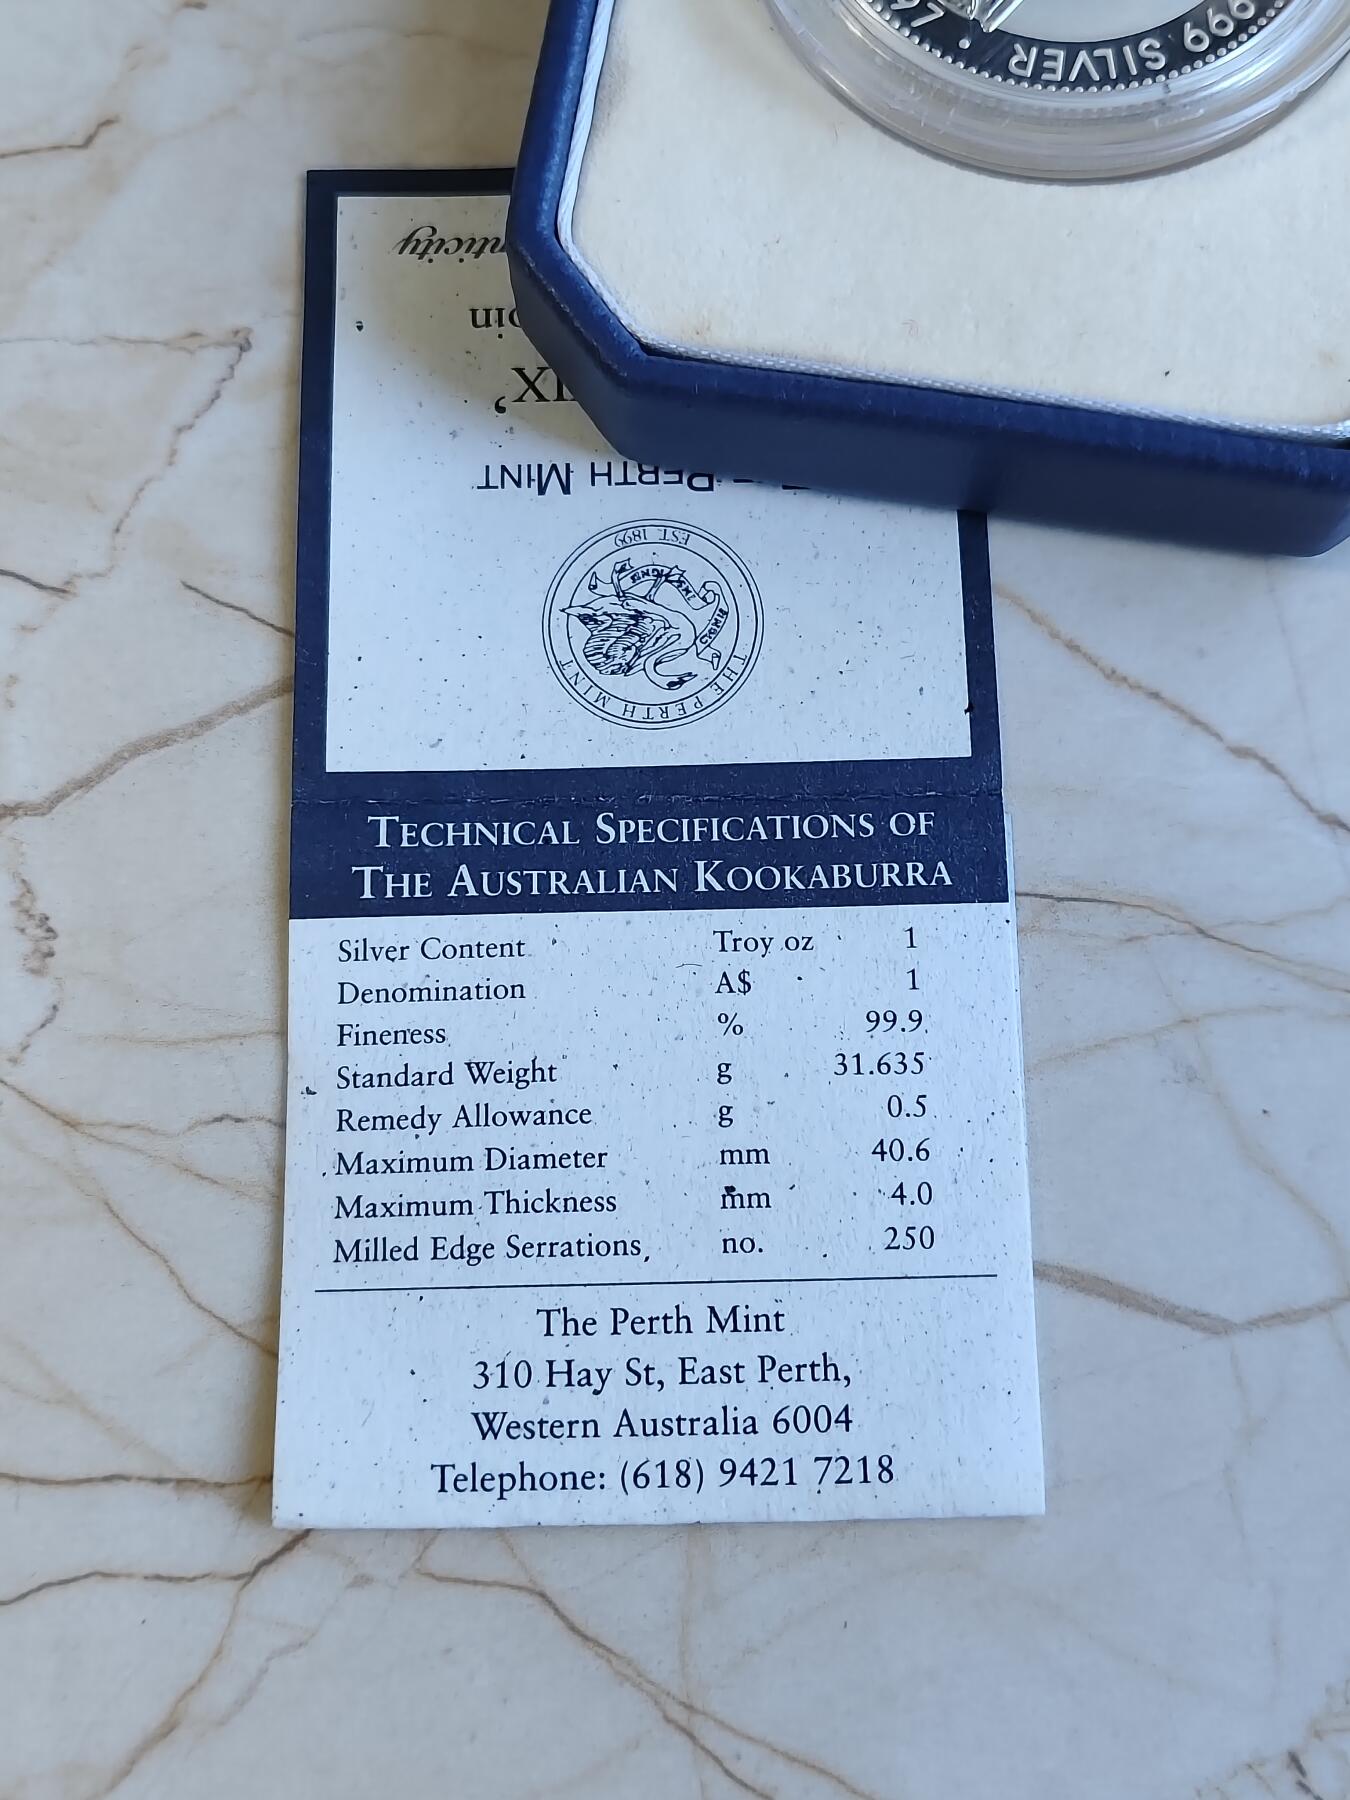 999 SILVER
THE PERTH MINT
EST. 1899
THE PERTH MINT
TECHNICAL SPECIFICATIONS OF
THE AUSTRALIAN KOOKABURRA
Silver Content Troy oz 1
Denomination A$ 1
Fineness % 99.9
Standard Weight g 31.635
Remedy Allowance g 0.5
Maximum Diameter mm 40.6
Maximum Thickness mm 4.0
Milled Edge Serrations no. 250
The Perth Mint
310 Hay St, East Perth,
Western Australia 6004
Telephone: (618) 9421 7218